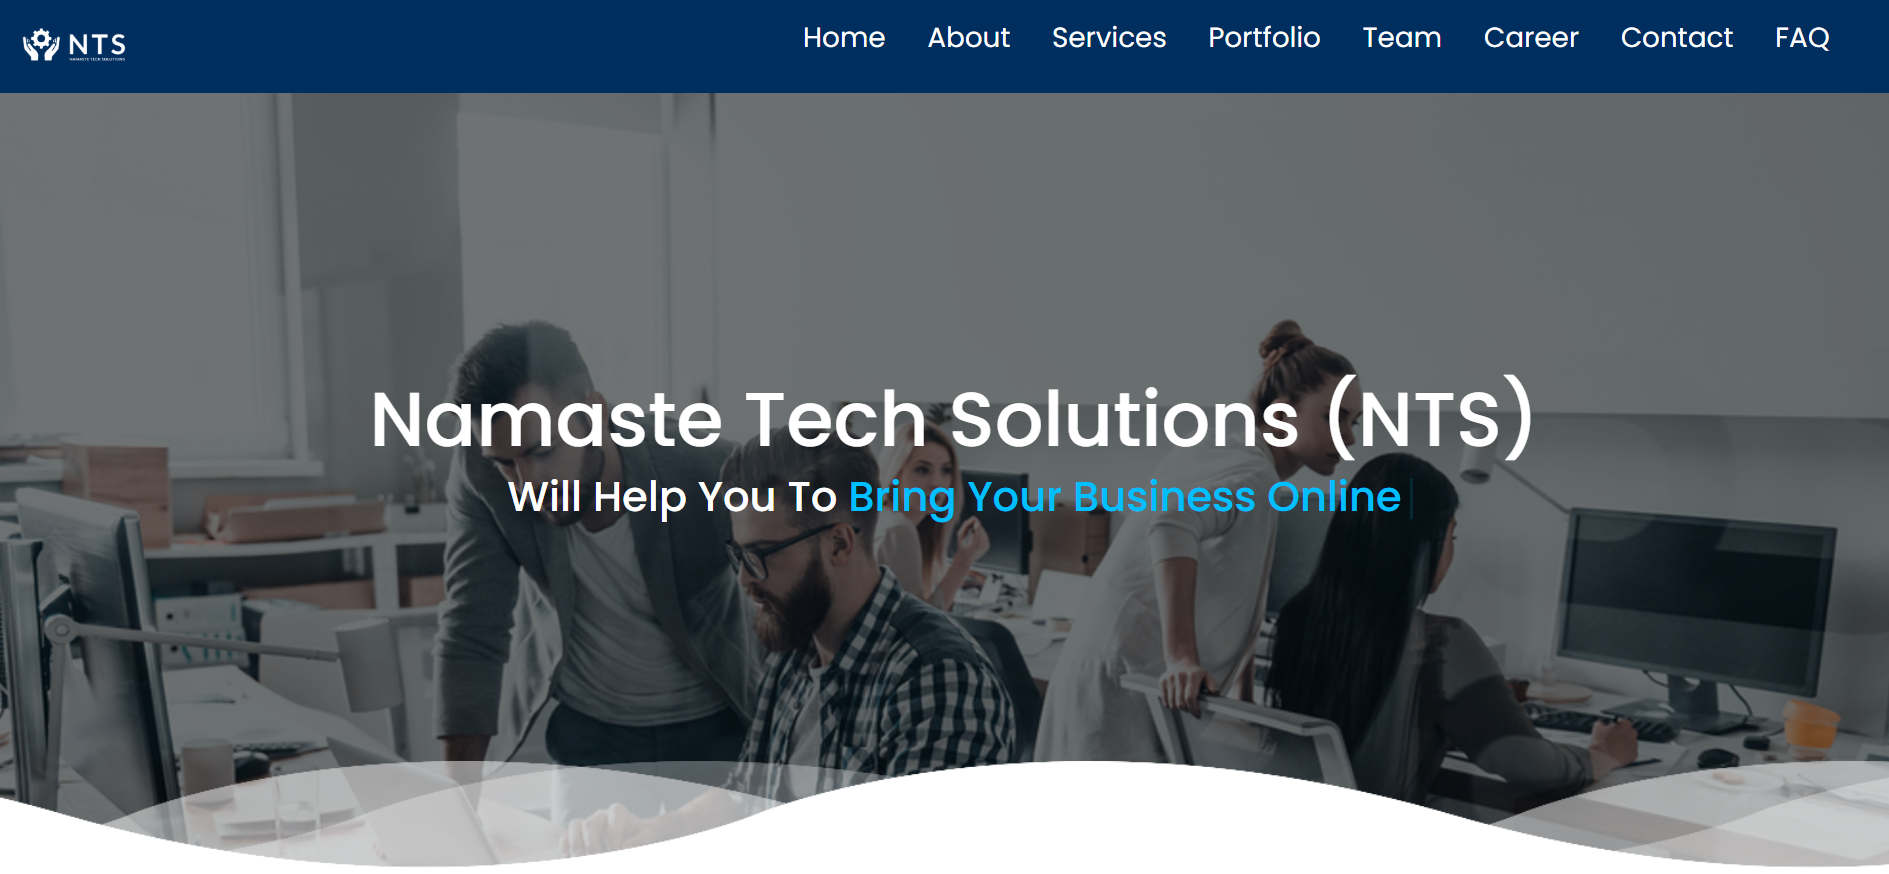 NTS
NAMASTE TECH SOLUTIONS
Home About Services Portfolio Team Career Contact FAQ
Namaste Tech Solutions (NTS)
Will Help You To Bring Your Business Online